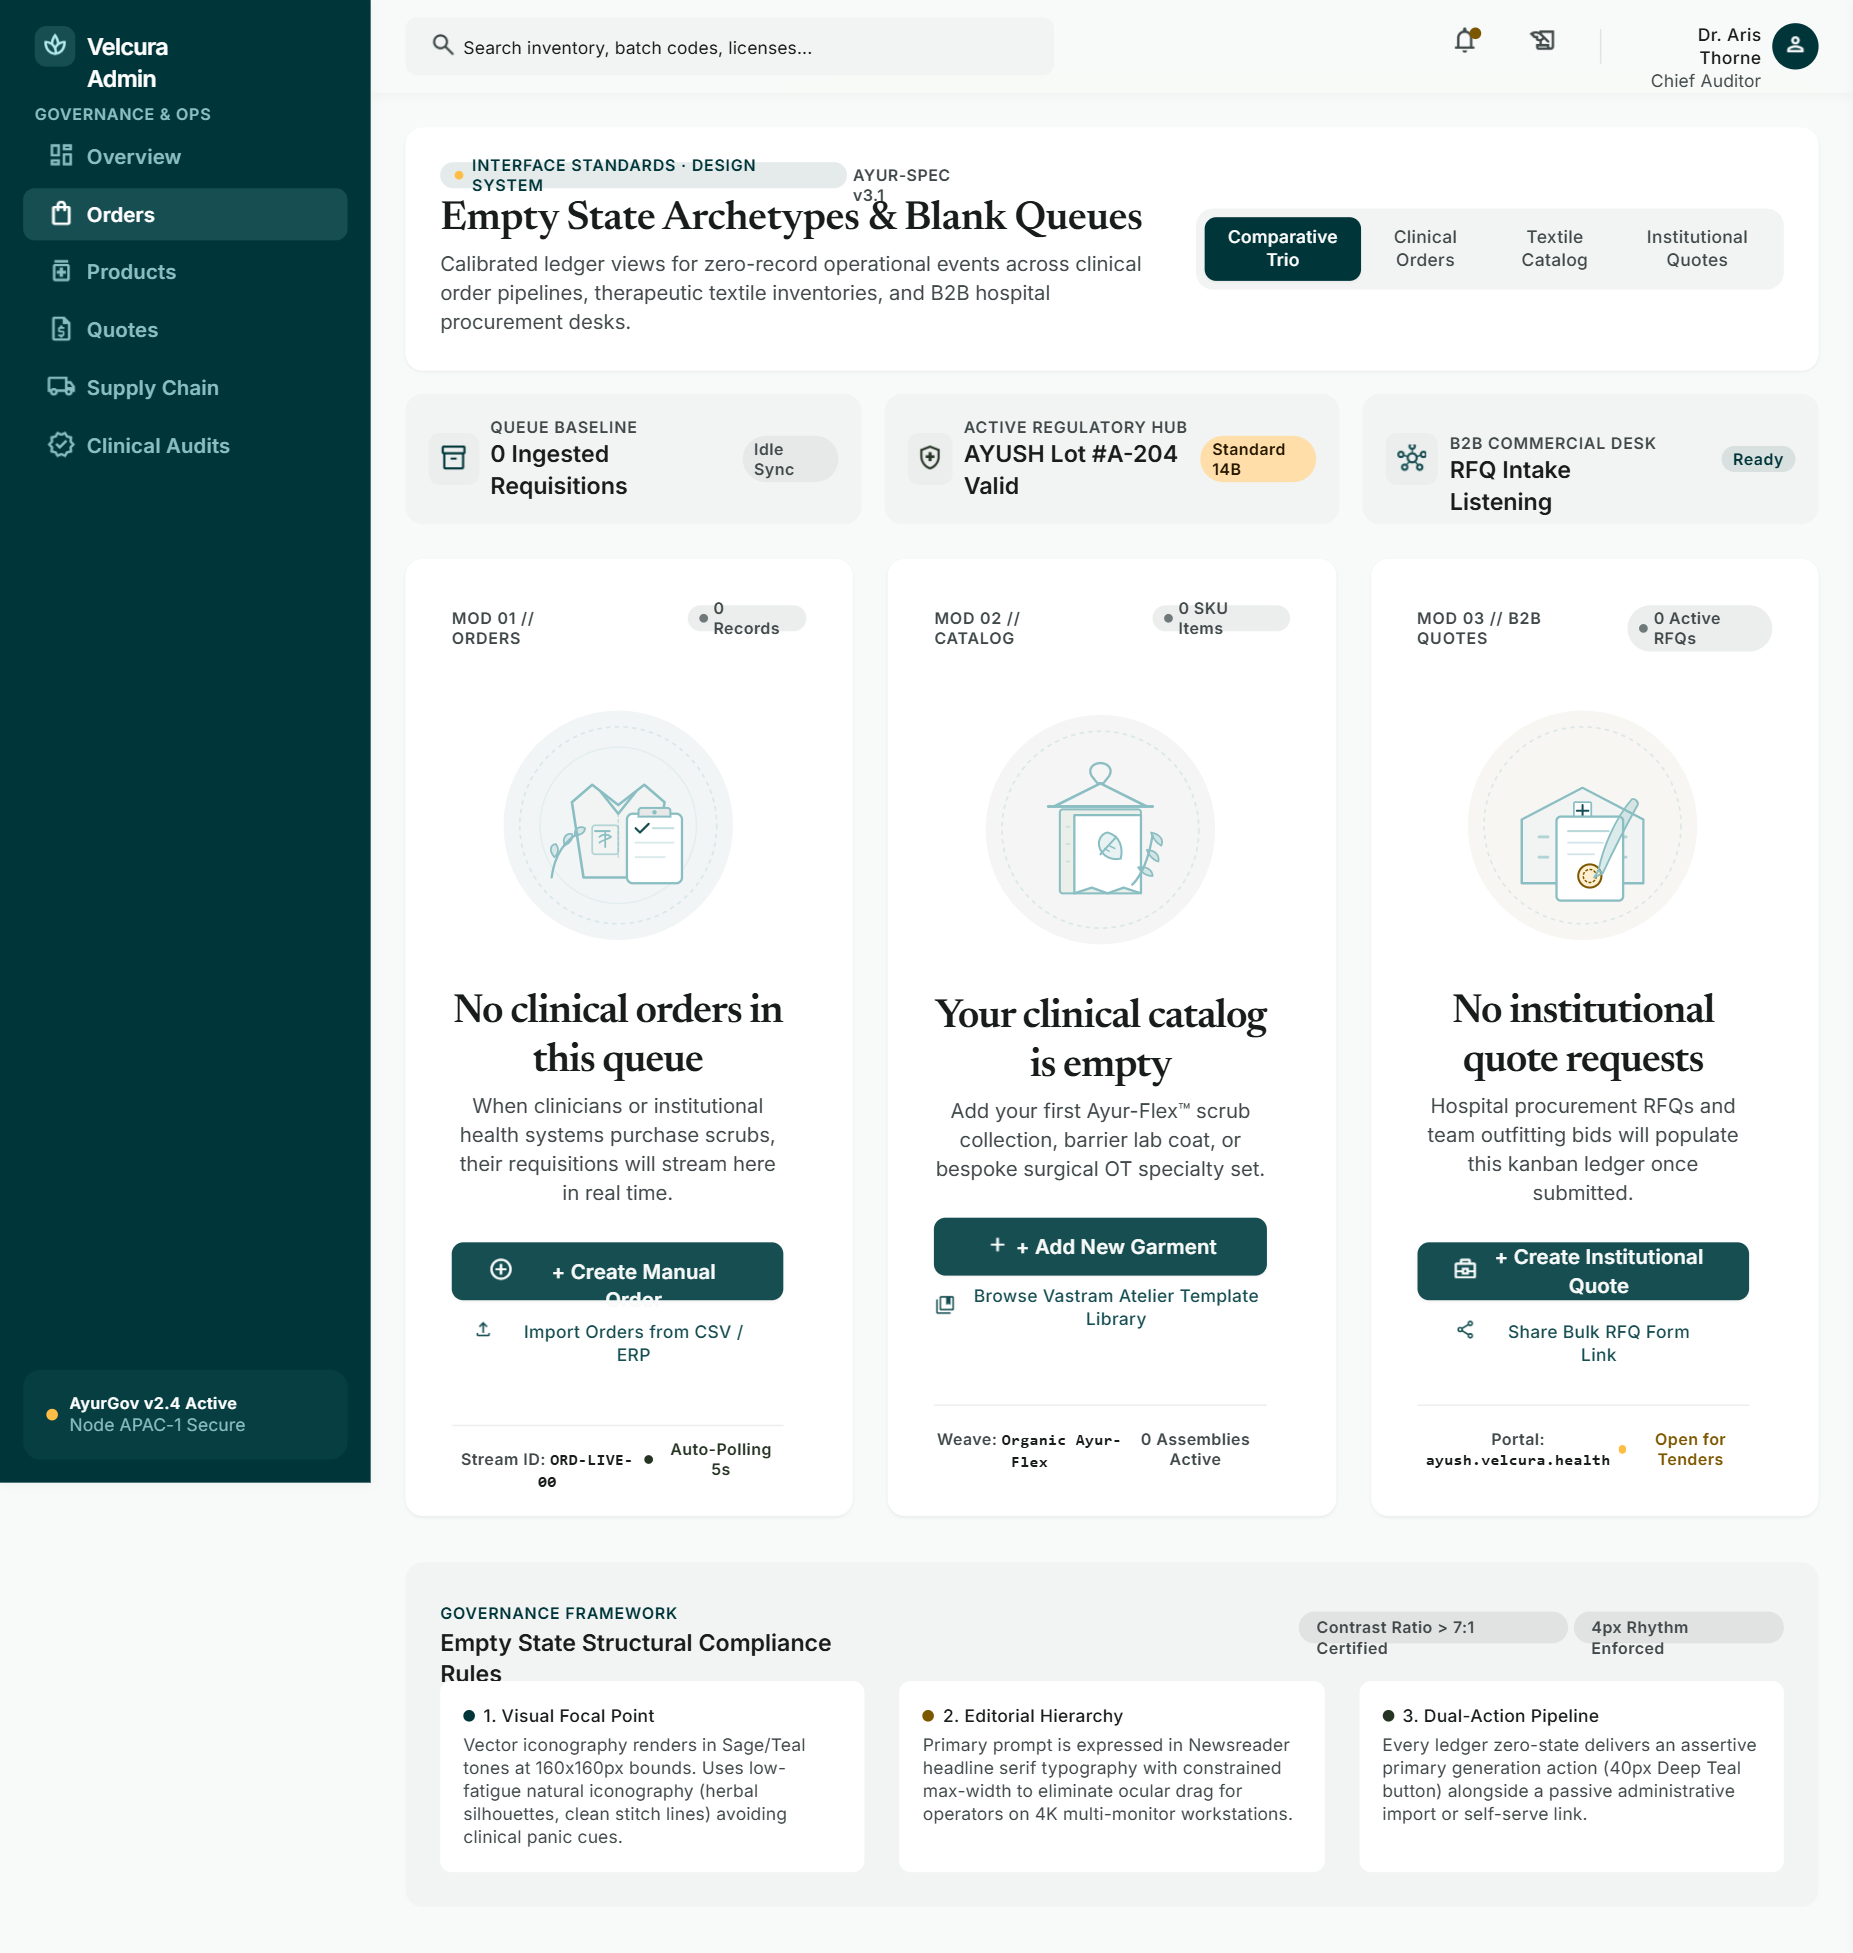 Velcura
Admin
GOVERNANCE & OPS
Overview
Orders
Products
Quotes
Supply Chain
Clinical Audits
AyurGov v2.4 Active
Node APAC-1 Secure
Search inventory, batch codes, licenses...
Dr. Aris
Thorne
Chief Auditor
INTERFACE STANDARDS · DESIGN
SYSTEM
AYUR-SPEC
v3.1
Empty State Archetypes & Blank Queues
Calibrated ledger views for zero-record operational events across clinical
order pipelines, therapeutic textile inventories, and B2B hospital
procurement desks.
Comparative
Trio
Clinical
Orders
Textile
Catalog
Institutional
Quotes
QUEUE BASELINE
0 Ingested
Requisitions
Idle
Sync
ACTIVE REGULATORY HUB
AYUSH Lot #A-204
Valid
Standard
14B
B2B COMMERCIAL DESK
RFQ Intake
Listening
Ready
MOD 01 //
ORDERS
0
Records
No clinical orders in
this queue
When clinicians or institutional
health systems purchase scrubs,
their requisitions will stream here
in real time.
+ Create Manual
Order
Import Orders from CSV /
ERP
Stream ID: ORD-LIVE-
00
Auto-Polling
5s
MOD 02 //
CATALOG
0 SKU
Items
Your clinical catalog
is empty
Add your first Ayur-Flex™ scrub
collection, barrier lab coat, or
bespoke surgical OT specialty set.
+ Add New Garment
Browse Vastram Atelier Template
Library
Weave: Organic Ayur-
Flex
0 Assemblies
Active
MOD 03 // B2B
QUOTES
0 Active
RFQs
No institutional
quote requests
Hospital procurement RFQs and
team outfitting bids will populate
this kanban ledger once
submitted.
+ Create Institutional
Quote
Share Bulk RFQ Form
Link
Portal:
ayush.velcura.health
Open for
Tenders
GOVERNANCE FRAMEWORK
Empty State Structural Compliance
Rules
Contrast Ratio > 7:1
Certified
4px Rhythm
Enforced
1. Visual Focal Point
Vector iconography renders in Sage/Teal
tones at 160x160px bounds. Uses low-
fatigue natural iconography (herbal
silhouettes, clean stitch lines) avoiding
clinical panic cues.
2. Editorial Hierarchy
Primary prompt is expressed in Newsreader
headline serif typography with constrained
max-width to eliminate ocular drag for
operators on 4K multi-monitor workstations.
3. Dual-Action Pipeline
Every ledger zero-state delivers an assertive
primary generation action (40px Deep Teal
button) alongside a passive administrative
import or self-serve link.